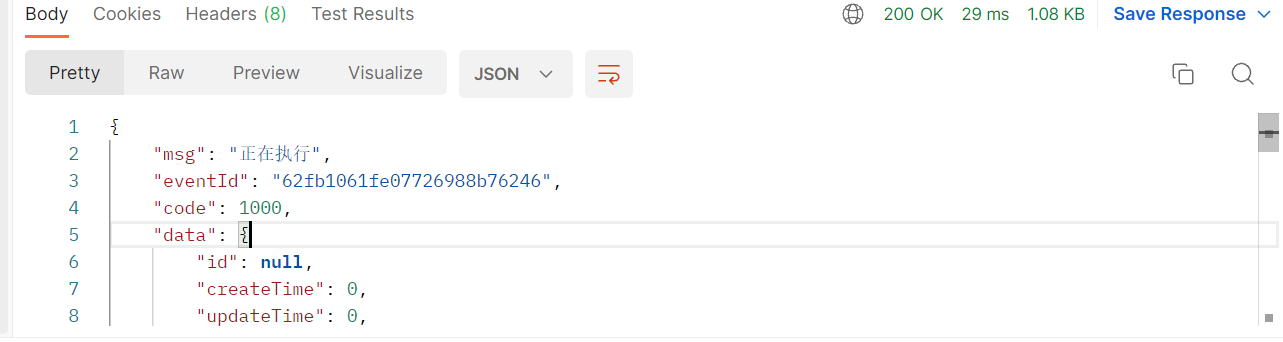 Body Cookies Headers (8) Test Results 200 OK 29 ms 1.08 KB Save Response
Pretty Raw Preview Visualize JSON
1 {
2 "msg": "正在执行",
3 "eventId": "62fb1061fe07726988b76246",
4 "code": 1000,
5 "data": {
6 "id": null,
7 "createTime": 0,
8 "updateTime": 0,